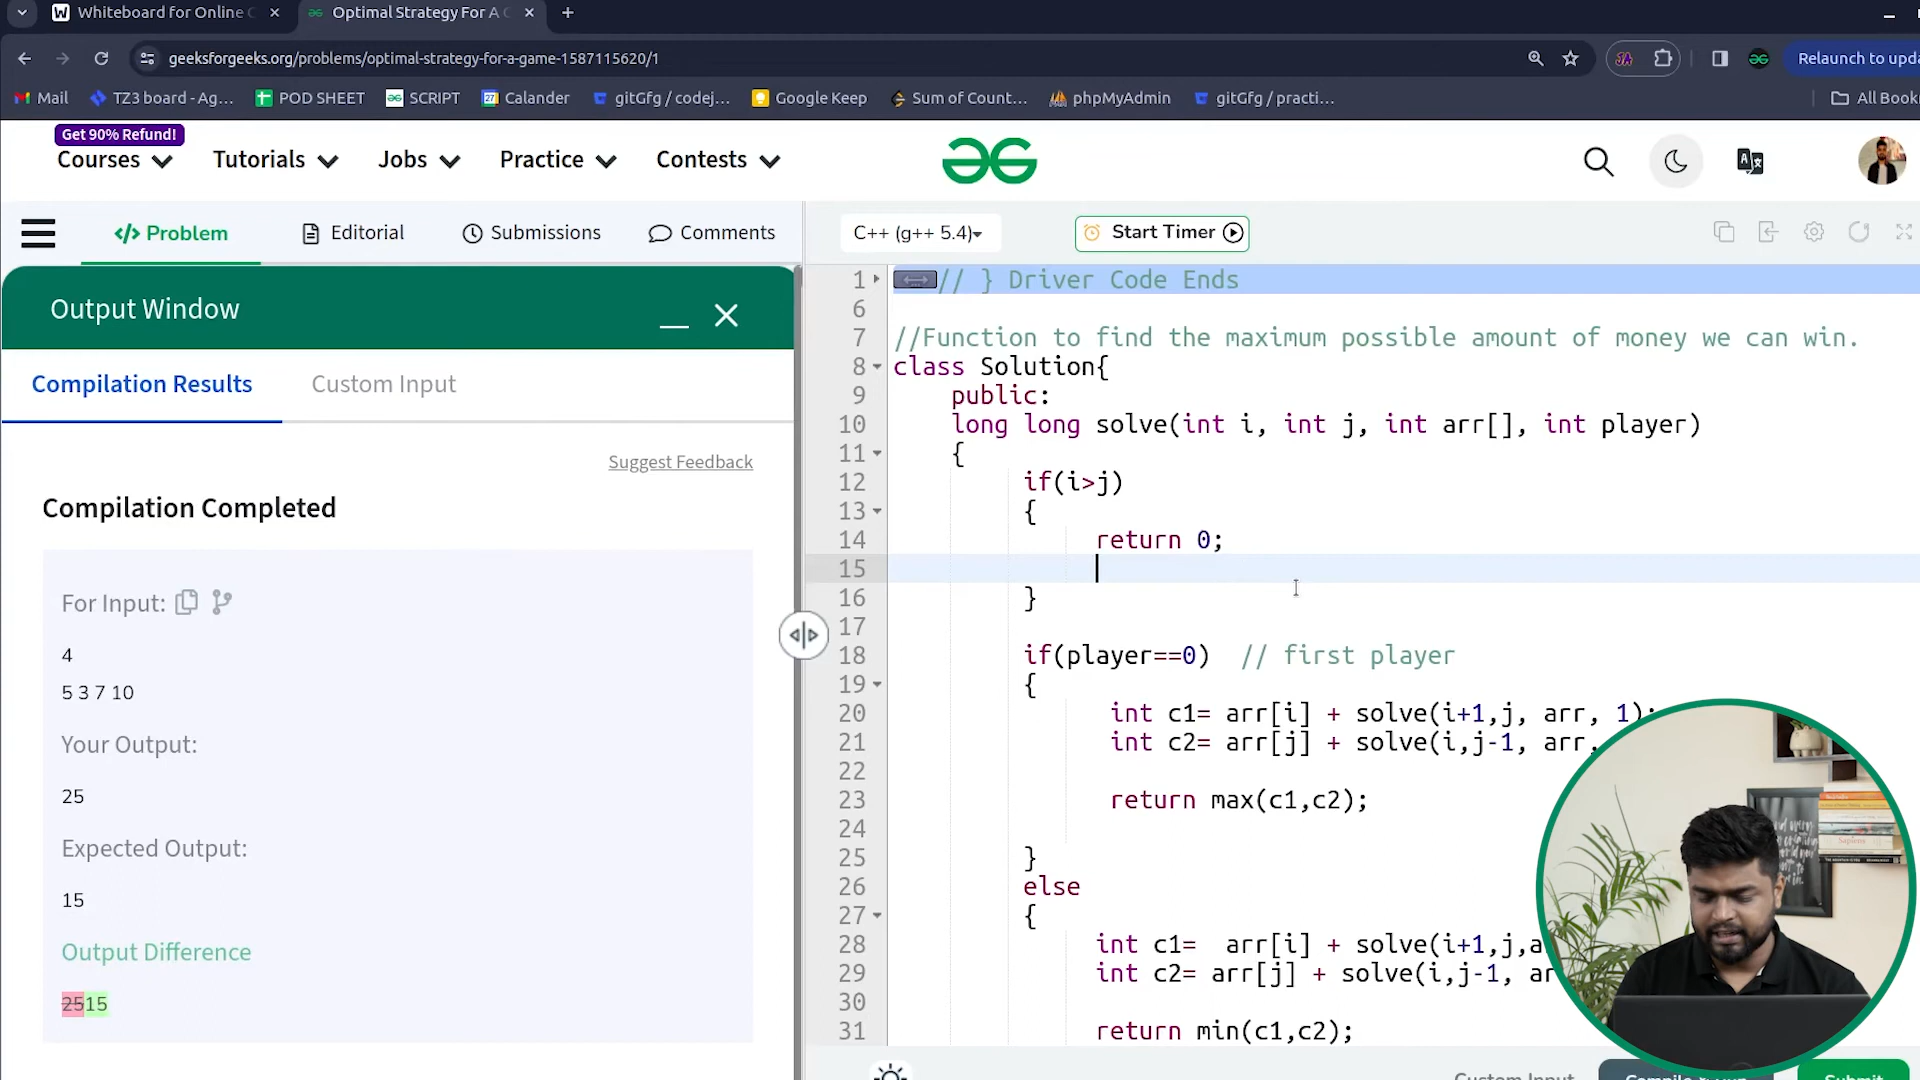 Whiteboard for Online C
Optimal Strategy For A G
geeksforgeeks.org/problems/optimal-strategy-for-a-game-1587115620/1
Relaunch to upda
Mail
TZ3 board - Ag...
POD SHEET
SCRIPT
Calander
gitGfg / codej...
Google Keep
Sum of Count...
phpMyAdmin
gitGfg / practi...
All Book
Get 90% Refund!
Courses
Tutorials
Jobs
Practice
Contests
Problem
Editorial
Submissions
Comments
C++ (g++ 5.4)
Start Timer
Output Window
Compilation Results
Custom Input
Suggest Feedback
Compilation Completed
For Input:
4
5 3 7 10
Your Output:
25
Expected Output:
15
Output Difference
2515
1 // } Driver Code Ends
6
7 //Function to find the maximum possible amount of money we can win.
8 class Solution{
9 public:
10 long long solve(int i, int j, int arr[], int player)
11 {
12 if(i>j)
13 {
14 return 0;
15
16 }
17
18 if(player==0) // first player
19 {
20 int c1= arr[i] + solve(i+1,j, arr, 1);
21 int c2= arr[j] + solve(i,j-1, arr,
22
23 return max(c1,c2);
24
25 }
26 else
27 {
28 int c1= arr[i] + solve(i+1,j,a
29 int c2= arr[j] + solve(i,j-1, ar
30
31 return min(c1,c2);
Custom Input
Submit